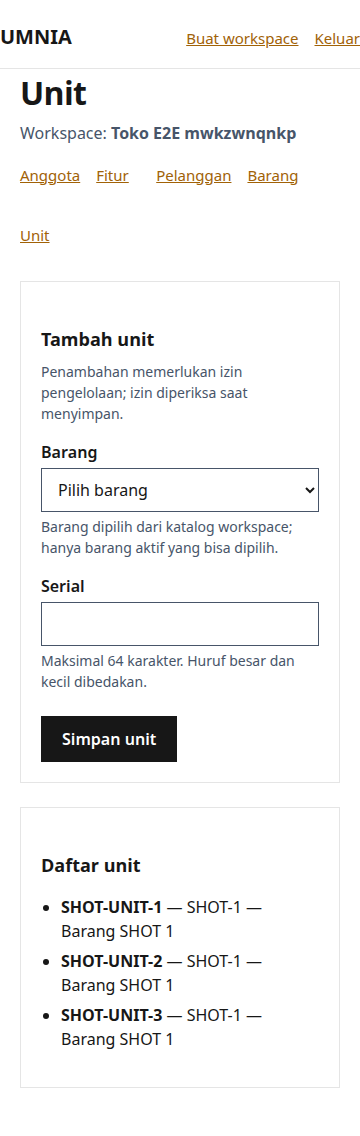 UMNIA Buat workspace Keluar
Unit
Workspace: Toko E2E mwkzwnqnkp
Anggota Fitur Pelanggan Barang
Unit
Tambah unit
Penambahan memerlukan izin
pengelolaan; izin diperiksa saat
menyimpan.
Barang
Pilih barang
Barang dipilih dari katalog workspace;
hanya barang aktif yang bisa dipilih.
Serial
Maksimal 64 karakter. Huruf besar dan
kecil dibedakan.
Simpan unit
Daftar unit
SHOT-UNIT-1 — SHOT-1 —
Barang SHOT 1
SHOT-UNIT-2 — SHOT-1 —
Barang SHOT 1
SHOT-UNIT-3 — SHOT-1 —
Barang SHOT 1